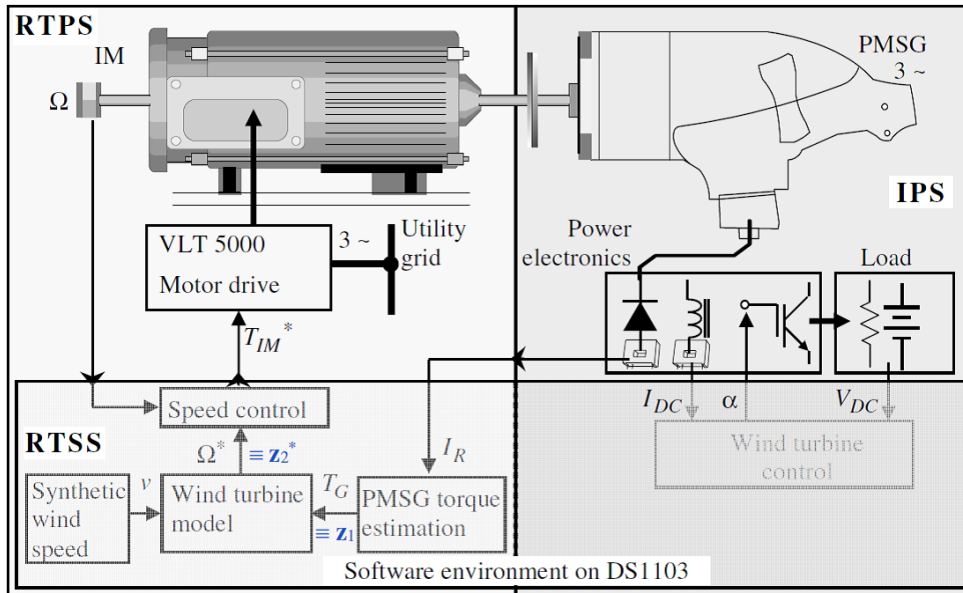 RTPS
IM
Ω
PMSG
3 ~
IPS
VLT 5000
Motor drive
3 ~
Utility
grid
Power
electronics
Load
T_IM*
I_DC
α
V_DC
RTSS
Speed control
Ω*
≡ z₂*
I_R
Wind turbine
control
Synthetic
wind
speed
v
Wind turbine
model
T_G
≡ z₁
PMSG torque
estimation
Software environment on DS1103